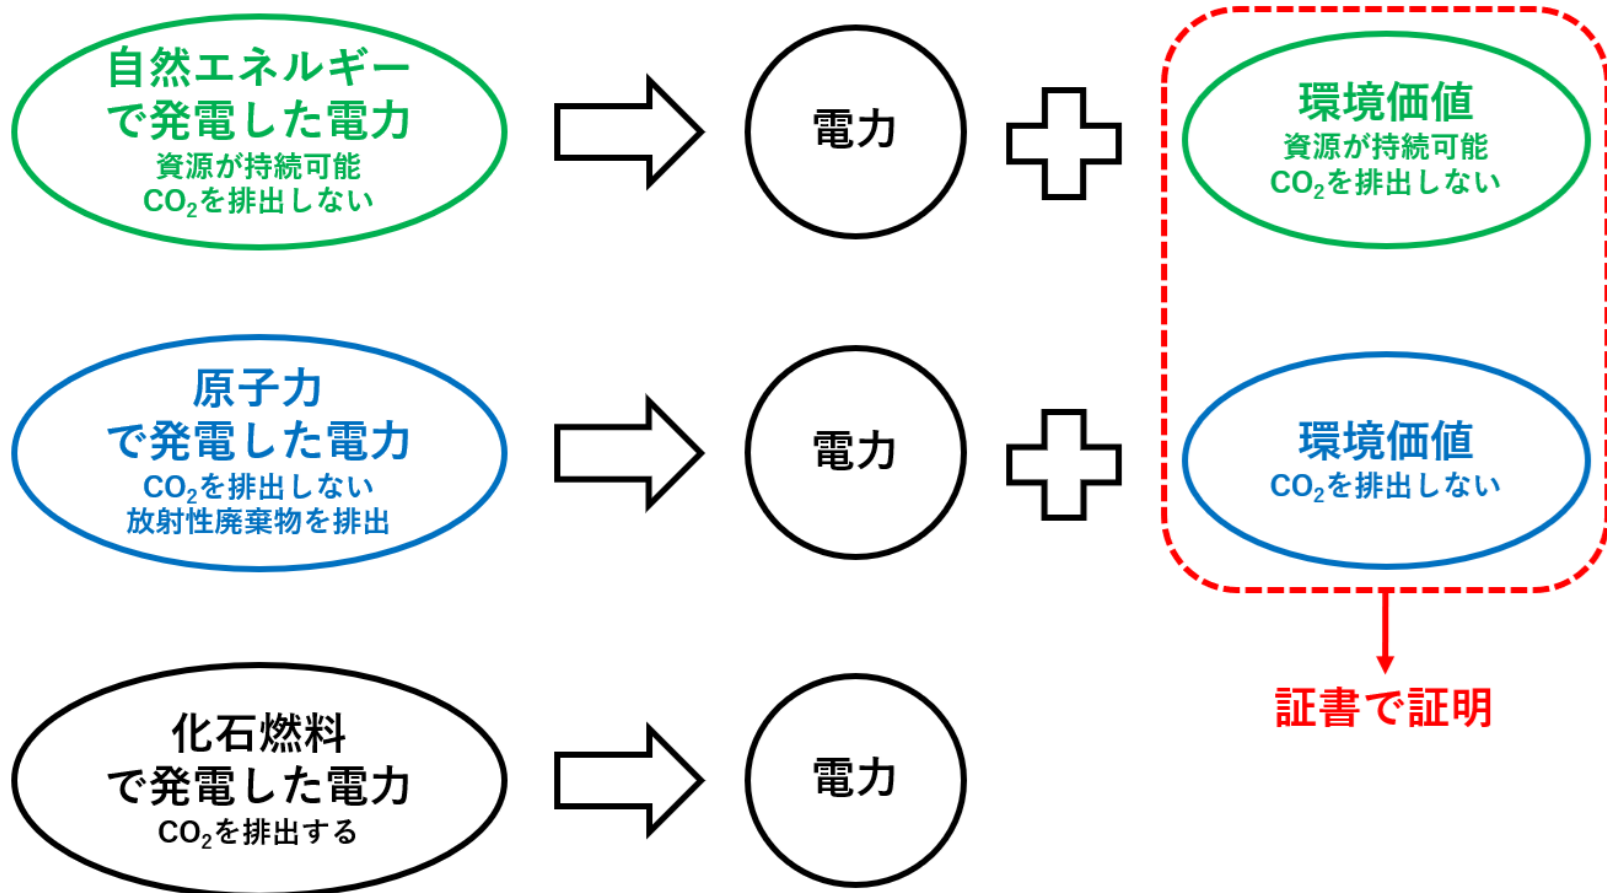 自然エネルギー
で発電した電力
資源が持続可能
CO₂を排出しない
電力
環境価値
資源が持続可能
CO₂を排出しない
原子力
で発電した電力
CO₂を排出しない
放射性廃棄物を排出
電力
環境価値
CO₂を排出しない
証書で証明
化石燃料
で発電した電力
CO₂を排出する
電力